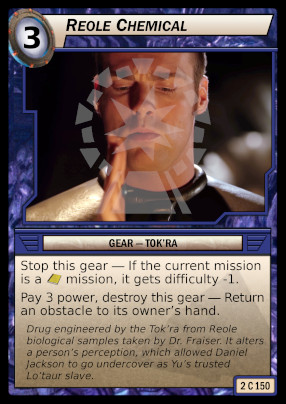 3
REOLE CHEMICAL
GEAR – TOK'RA
Stop this gear — If the current mission
is a mission, it gets difficulty -1.
Pay 3 power, destroy this gear — Return
an obstacle to its owner's hand.
Drug engineered by the Tok'ra from Reole
biological samples taken by Dr. Fraiser. It alters
a person's perception, which allowed Daniel
Jackson to go undercover as Yu's trusted
Lo'taur slave.
2 C 150